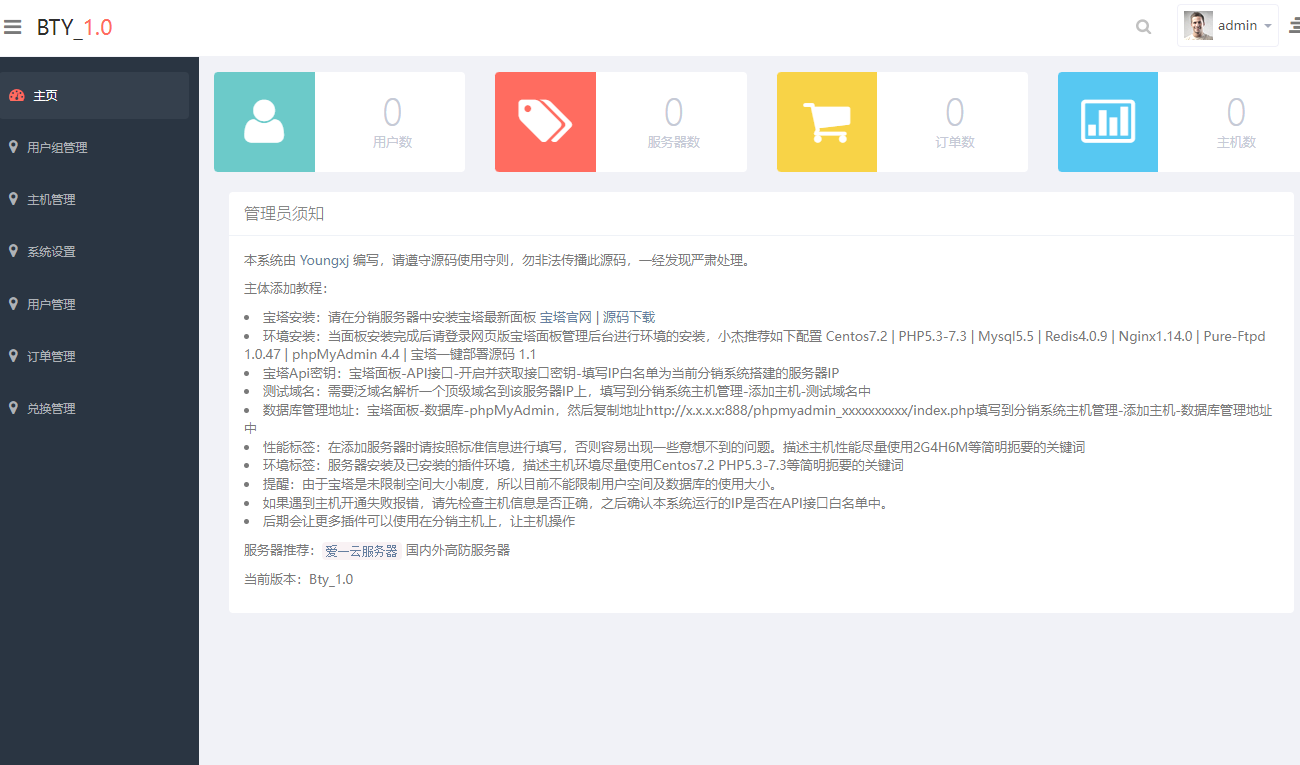 BTY_1.0
admin
主页
用户组管理
主机管理
系统设置
用户管理
订单管理
兑换管理
0
用户数
0
服务器数
0
订单数
0
主机数
管理员须知
本系统由 Youngxj 编写，请遵守源码使用守则，勿非法传播此源码，一经发现严肃处理。
主体添加教程：
宝塔安装：请在分销服务器中安装宝塔最新面板 宝塔官网 | 源码下载
环境安装：当面板安装完成后请登录网页版宝塔面板管理后台进行环境的安装，小杰推荐如下配置 Centos7.2 | PHP5.3-7.3 | Mysql5.5 | Redis4.0.9 | Nginx1.14.0 | Pure-Ftpd
1.0.47 | phpMyAdmin 4.4 | 宝塔一键部署源码 1.1
宝塔Api密钥：宝塔面板-API接口-开启并获取接口密钥-填写IP白名单为当前分销系统搭建的服务器IP
测试域名：需要泛域名解析一个顶级域名到该服务器IP上，填写到分销系统主机管理-添加主机-测试域名中
数据库管理地址：宝塔面板-数据库-phpMyAdmin，然后复制地址http://x.x.x.x:888/phpmyadmin_xxxxxxxxxx/index.php填写到分销系统主机管理-添加主机-数据库管理地址
中
性能标签：在添加服务器时请按照标准信息进行填写，否则容易出现一些意想不到的问题。描述主机性能尽量使用2G4H6M等简明扼要的关键词
环境标签：服务器安装及已安装的插件环境，描述主机环境尽量使用Centos7.2 PHP5.3-7.3等简明扼要的关键词
提醒：由于宝塔是未限制空间大小制度，所以目前不能限制用户空间及数据库的使用大小。
如果遇到主机开通失败报错，请先检查主机信息是否正确，之后确认本系统运行的IP是否在API接口白名单中。
后期会让更多插件可以使用在分销主机上，让主机操作
服务器推荐： 爱一云服务器 国内外高防服务器
当前版本：Bty_1.0